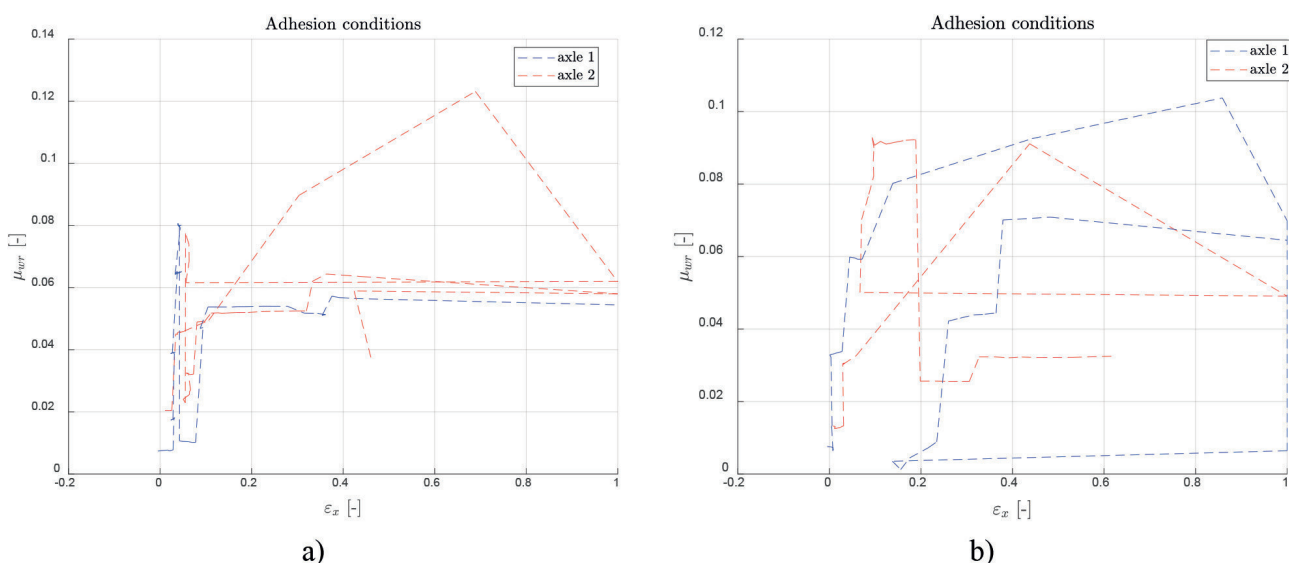 Adhesion conditions
0.14
0.12
0.1
0.08
0.06
0.04
0.02
0
-0.2
0
0.2
0.4
0.6
0.8
1
μwr [-]
εx [-]
axle 1
axle 2
a)
Adhesion conditions
0.12
0.1
0.08
0.06
0.04
0.02
0
-0.2
0
0.2
0.4
0.6
0.8
1
μwr [-]
εx [-]
axle 1
axle 2
b)